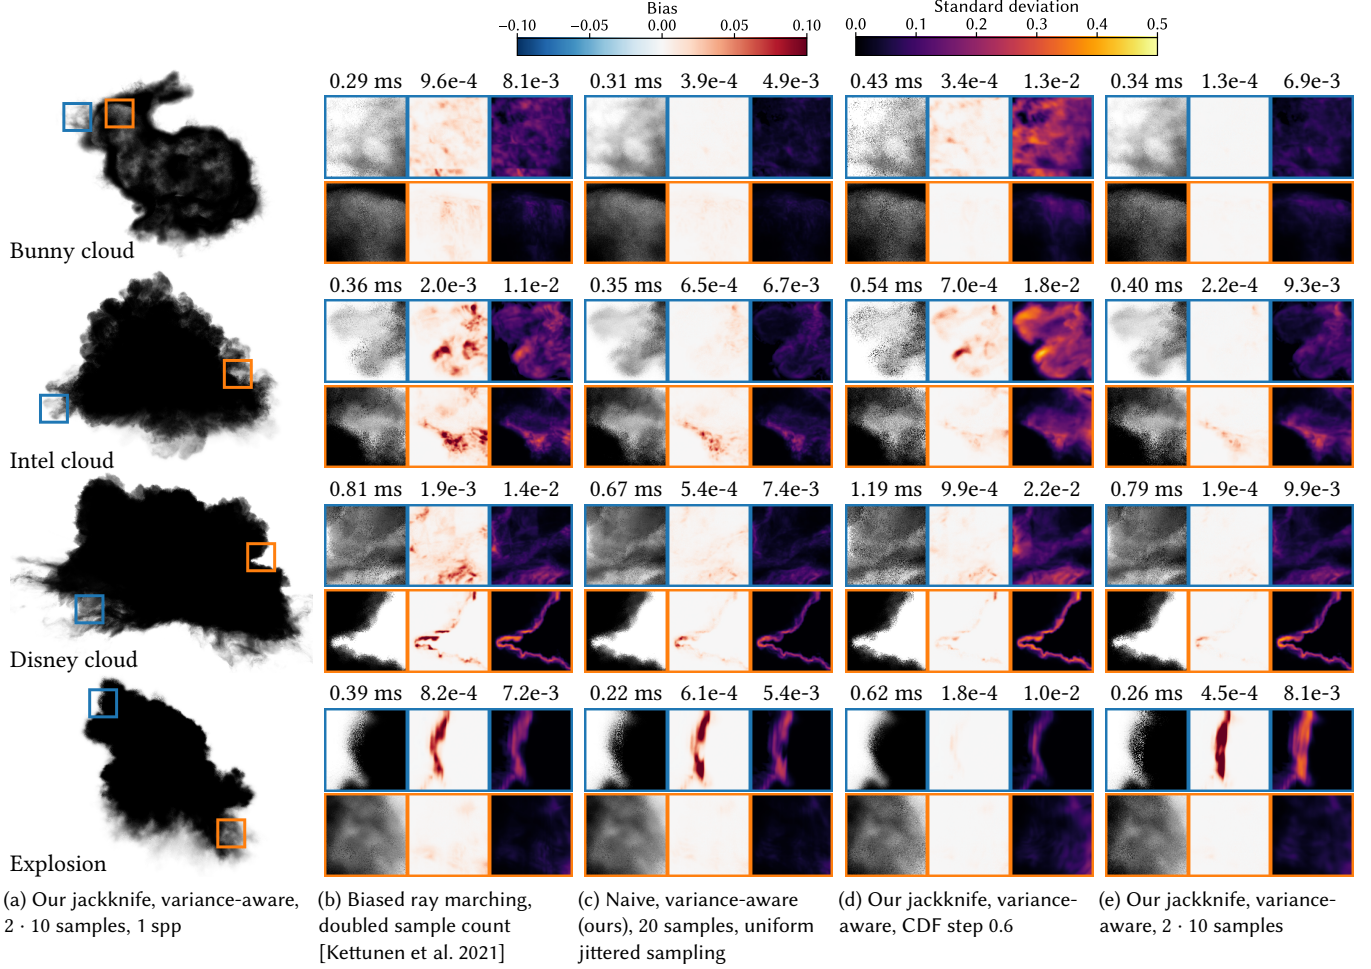 Bias
−0.10 −0.05 0.00 0.05 0.10
Standard deviation
0.0 0.1 0.2 0.3 0.4 0.5
0.29 ms 9.6e-4 8.1e-3 0.31 ms 3.9e-4 4.9e-3 0.43 ms 3.4e-4 1.3e-2 0.34 ms 1.3e-4 6.9e-3
Bunny cloud
0.36 ms 2.0e-3 1.1e-2 0.35 ms 6.5e-4 6.7e-3 0.54 ms 7.0e-4 1.8e-2 0.40 ms 2.2e-4 9.3e-3
Intel cloud
0.81 ms 1.9e-3 1.4e-2 0.67 ms 5.4e-4 7.4e-3 1.19 ms 9.9e-4 2.2e-2 0.79 ms 1.9e-4 9.9e-3
Disney cloud
0.39 ms 8.2e-4 7.2e-3 0.22 ms 6.1e-4 5.4e-3 0.62 ms 1.8e-4 1.0e-2 0.26 ms 4.5e-4 8.1e-3
Explosion
(a) Our jackknife, variance-aware,
2 · 10 samples, 1 spp
(b) Biased ray marching,
doubled sample count
[Kettunen et al. 2021]
(c) Naive, variance-aware
(ours), 20 samples, uniform
jittered sampling
(d) Our jackknife, variance-
aware, CDF step 0.6
(e) Our jackknife, variance-
aware, 2 · 10 samples